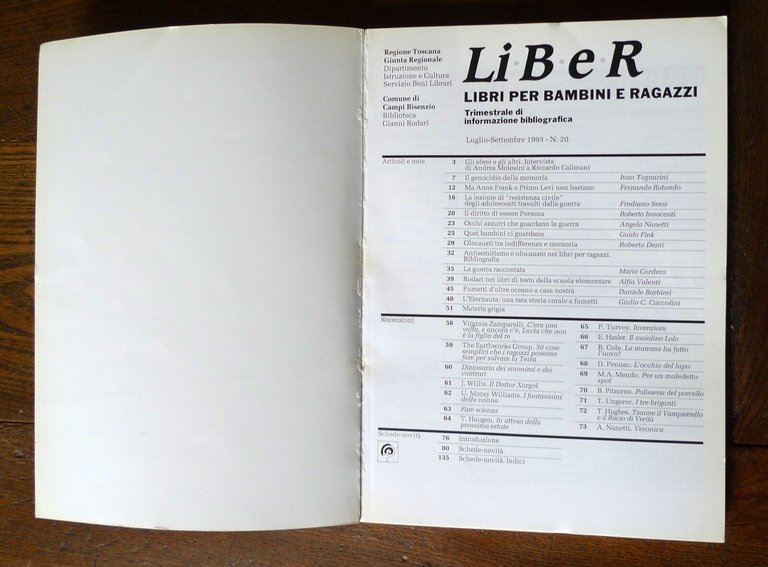 Regione Toscana
Giunta Regionale
Dipartimento
Istruzione e Cultura
Servizio Beni Librari
Comune di
Campi Bisenzio
Biblioteca
Gianni Rodari
LiBeR
LIBRI PER BAMBINI E RAGAZZI
Trimestrale di
informazione bibliografica
Luglio-Settembre 1993 - N. 20
Articoli e note
3 Gli ebrei e gli altri. Intervista
di Andrea Molesini a Riccardo Calimani
7 Il genocidio della memoria Ivan Tognarini
12 Ma Anne Frank e Primo Levi non bastano Fernando Rotondo
16 La lezione di "resistenza civile"
degli adolescenti travolti dalla guerra Frediano Sessi
20 Il diritto di essere Persona Roberto Innocenti
23 Occhi azzurri che guardano la guerra Angela Nanetti
25 Quei bambini ci guardano Guido Fink
29 Olocausti tra indifferenza e memoria Roberto Denti
32 Antisemitismo e olocausto nei libri per ragazzi.
Bibliografia
35 La guerra raccontata Mario Cordero
39 Rodari nei libri di testo della scuola elementare Alfia Valenti
45 Fumetti d'oltre oceano a casa nostra Daniele Barbieri
48 L'Eternauta: una rara storia corale a fumetti Giulio C. Cuccolini
51 Materia grigia
Recensioni
58 Virginia Zamparelli. C'era una
volta, e ancora c'è, Lucia che non
è la figlia del re
59 The Earthworks Group. 50 cose
semplici che i ragazzi possono
fare per salvare la Terra
60 Dizionario dei sinonimi e dei
contrari
61 J. Willis. Il Dottor Xorgol
62 U. Moray Williams. I fantasmini
della nonna
63 Fare scienza
64 T. Haugen. In attesa della
prossima estate
65 P. Turvey. Invenzioni
66 E. Hasler. Il maialino Lolo
67 B. Cole. La mamma ha fatto
l'uovo!
68 D. Pennac. L'occhio del lupo
69 M.A. Mendo. Per un maledetto
spot
70 B. Pitzorno. Polissena del porcello
71 T. Ungerer. I tre briganti
72 T. Hughes. Tzanne il Vampistrello
e il Bacio di Verità
73 A. Nanetti. Veronica
Schede-novità
76 Introduzione
80 Schede-novità
135 Schede-novità. Indici